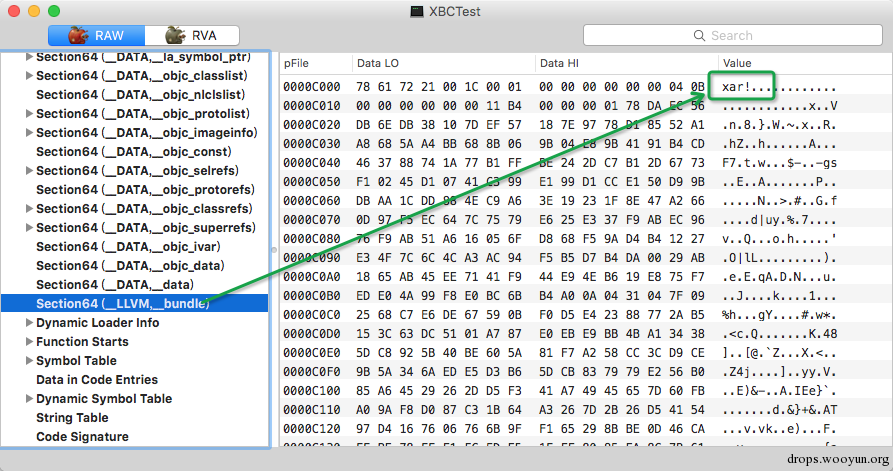 XBCTest
RAW RVA Search
Section64 (__DATA,__la_symbol_ptr)
Section64 (__DATA,__objc_classlist)
Section64 (__DATA,__objc_nlclslist)
Section64 (__DATA,__objc_protolist)
Section64 (__DATA,__objc_imageinfo)
Section64 (__DATA,__objc_const)
Section64 (__DATA,__objc_selrefs)
Section64 (__DATA,__objc_protorefs)
Section64 (__DATA,__objc_classrefs)
Section64 (__DATA,__objc_superrefs)
Section64 (__DATA,__objc_ivar)
Section64 (__DATA,__objc_data)
Section64 (__DATA,__data)
Section64 (__LLVM,__bundle)
Dynamic Loader Info
Function Starts
Symbol Table
Data in Code Entries
Dynamic Symbol Table
String Table
Code Signature
pFile Data LO Data HI Value
0000C000 78 61 72 21 00 1C 00 01 00 00 00 00 00 00 04 0B xar!............
0000C010 00 00 00 00 00 00 11 B4 00 00 00 01 78 DA EC 56 ............x..V
0000C020 DB 6E DB 38 10 7D EF 57 18 7E 97 78 D1 85 52 A1 .n.8.}.W.~.x..R.
0000C030 A8 68 5A A4 BB 68 8B 06 9B 04 E8 9B 41 91 B4 CD .hZ..h......A...
0000C040 46 37 88 74 1A 77 B1 FF BE 24 2D C7 B1 2D 67 73 F7.t.w...$-..-gs
0000C050 F1 02 45 D1 07 41 99 E1 99 D1 CC E1 50 D9 9B ..E..A......P..
0000C060 DB AA 1C DD 4E C9 A6 3E 19 23 1F 8E 47 A2 66 .....N..>.#..G.f
0000C070 0D 97 F5 EC 64 7C 75 79 E6 25 E3 37 F9 AB EC 96 ....d|uy.%.7....
0000C080 76 F9 AB 51 A6 16 05 6F D8 68 F5 9A D4 B4 12 27 v..Q...o.h.....'
0000C090 E3 4F 7C 6C 4C A3 AC 94 F5 B5 D7 B4 DA 00 29 AB .O|lL.........).
0000C0A0 18 65 AB 45 EE 71 41 F9 44 E9 4E B6 19 E8 75 F7 .e.E.qA.D.N...u.
0000C0B0 ED E0 4A 99 F8 E0 BC 6B B4 A0 0A 04 31 04 7F 09 ..J....k....1...
0000C0C0 25 68 C7 E6 DE 67 59 0B F0 D5 E4 23 88 77 2A B5 %h...gY....#.w*.
0000C0D0 15 3C 63 DC 51 01 A7 87 E0 EB E9 BB 4B A1 34 38 .<c.Q.......K.48
0000C0E0 5D C8 92 5B 40 BE 60 5A 81 F7 A2 58 CC 3C D9 CE ]..[@.`Z...X.<..
0000C0F0 9B 5A 34 6A ED E5 D3 B6 5D CB 83 79 79 E2 56 B0 .Z4j....]..yy.V.
0000C100 85 A6 45 29 26 2D D5 F3 41 A7 49 45 65 7D 60 FB ..E)&-..A.IEe}`.
0000C110 A0 9A F8 D0 87 C3 1B 64 A3 26 7D 2B 26 D5 41 54 .......d.&}+&.AT
0000C120 97 D4 16 76 06 76 6B 9F F1 65 29 8B BE 0D 46 CA ...v.vk..e)...F.
drops.wooyun.org